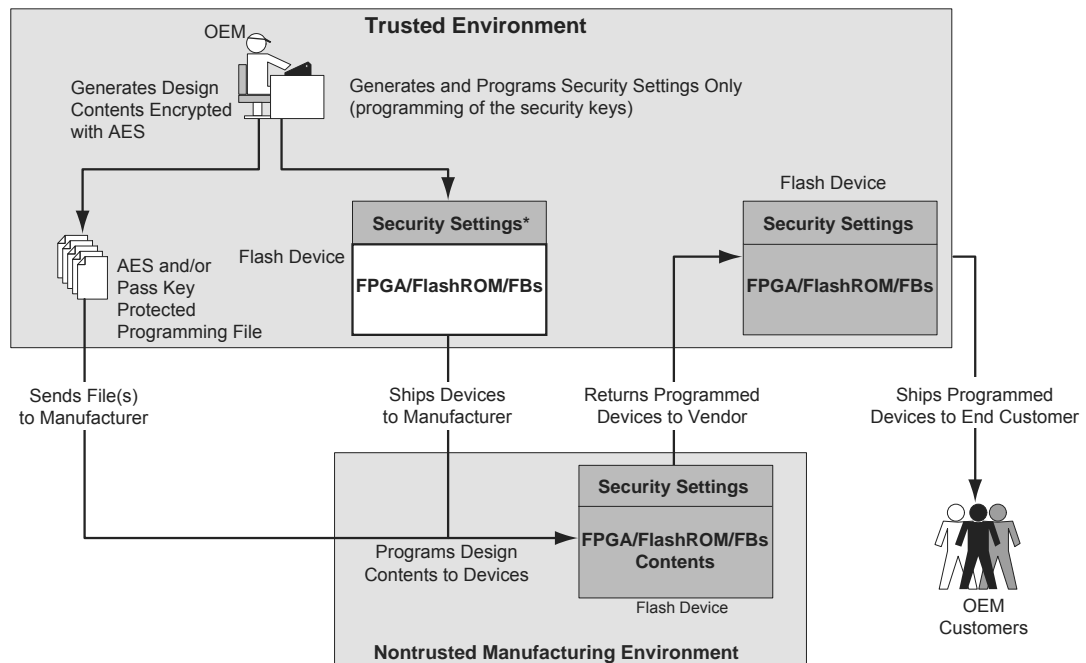 Trusted Environment
OEM
Generates Design
Contents Encrypted
with AES
Generates and Programs Security Settings Only
(programming of the security keys)
Flash Device
Security Settings*
Security Settings
Flash Device
FPGA/FlashROM/FBs
FPGA/FlashROM/FBs
AES and/or
Pass Key
Protected
Programming File
Sends File(s)
to Manufacturer
Ships Devices
to Manufacturer
Returns Programmed
Devices to Vendor
Ships Programmed
Devices to End Customer
Security Settings
FPGA/FlashROM/FBs
Contents
Programs Design
Contents to Devices
Flash Device
OEM
Customers
Nontrusted Manufacturing Environment